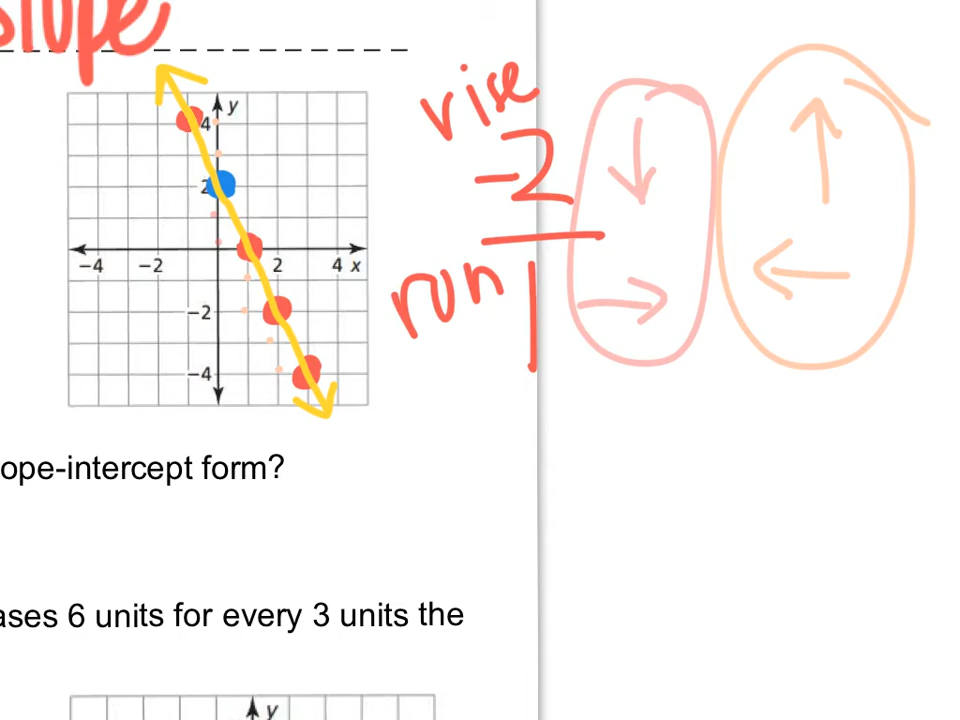 slope
y
4
2
-4 -2 2 4 x
-2
-4
rise
-2
run 1
ope-intercept form?
ases 6 units for every 3 units the
y